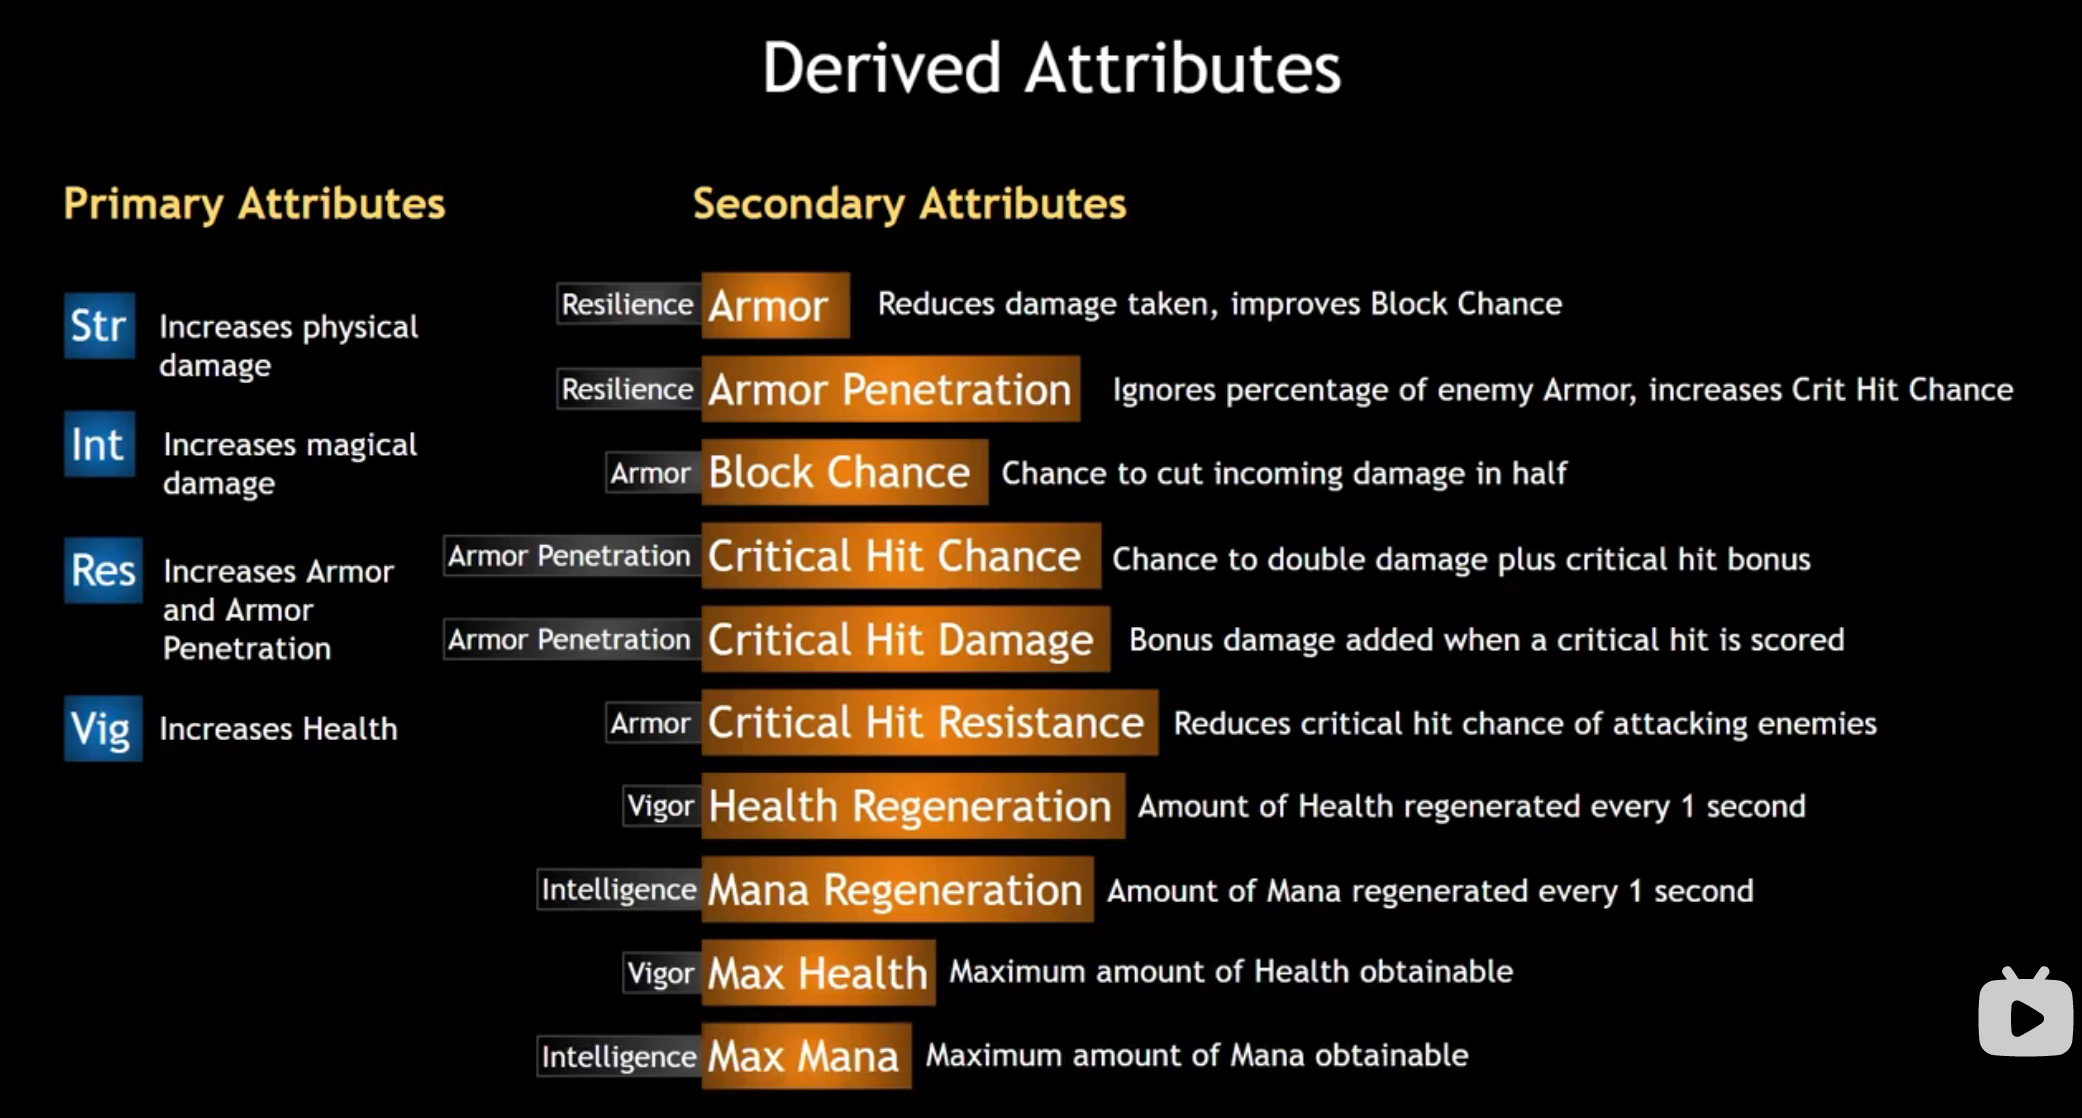 Derived Attributes
Primary Attributes
Str
Increases physical
damage
Int
Increases magical
damage
Res
Increases Armor
and Armor
Penetration
Vig
Increases Health
Secondary Attributes
Resilience Armor Reduces damage taken, improves Block Chance
Resilience Armor Penetration Ignores percentage of enemy Armor, increases Crit Hit Chance
Armor Block Chance Chance to cut incoming damage in half
Armor Penetration Critical Hit Chance Chance to double damage plus critical hit bonus
Armor Penetration Critical Hit Damage Bonus damage added when a critical hit is scored
Armor Critical Hit Resistance Reduces critical hit chance of attacking enemies
Vigor Health Regeneration Amount of Health regenerated every 1 second
Intelligence Mana Regeneration Amount of Mana regenerated every 1 second
Vigor Max Health Maximum amount of Health obtainable
Intelligence Max Mana Maximum amount of Mana obtainable